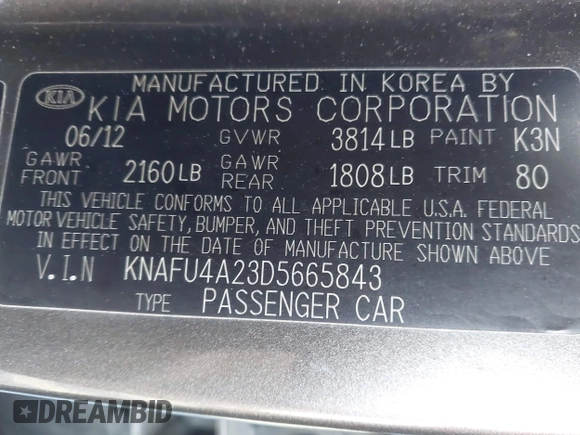 MANUFACTURED IN KOREA BY
KIA KIA MOTORS CORPORATION
06/12 GVWR 3814LB PAINT K3N
GAWR FRONT 2160LB GAWR REAR 1808LB TRIM 80
THIS VEHICLE CONFORMS TO ALL APPLICABLE U.S.A. FEDERAL
MOTOR VEHICLE SAFETY, BUMPER, AND THEFT PREVENTION STANDARDS
IN EFFECT ON THE DATE OF MANUFACTURE SHOWN ABOVE
V.I.N KNAFU4A23D5665843
TYPE PASSENGER CAR
DREAMBID